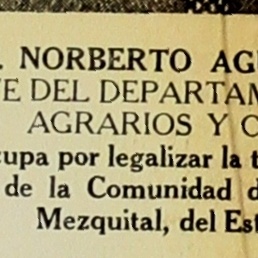 . NORBERTO AGU
E DEL DEPARTAM
AGRARIOS Y C
cupa por legalizar la t
de la Comunidad d
Mezquital, del Est